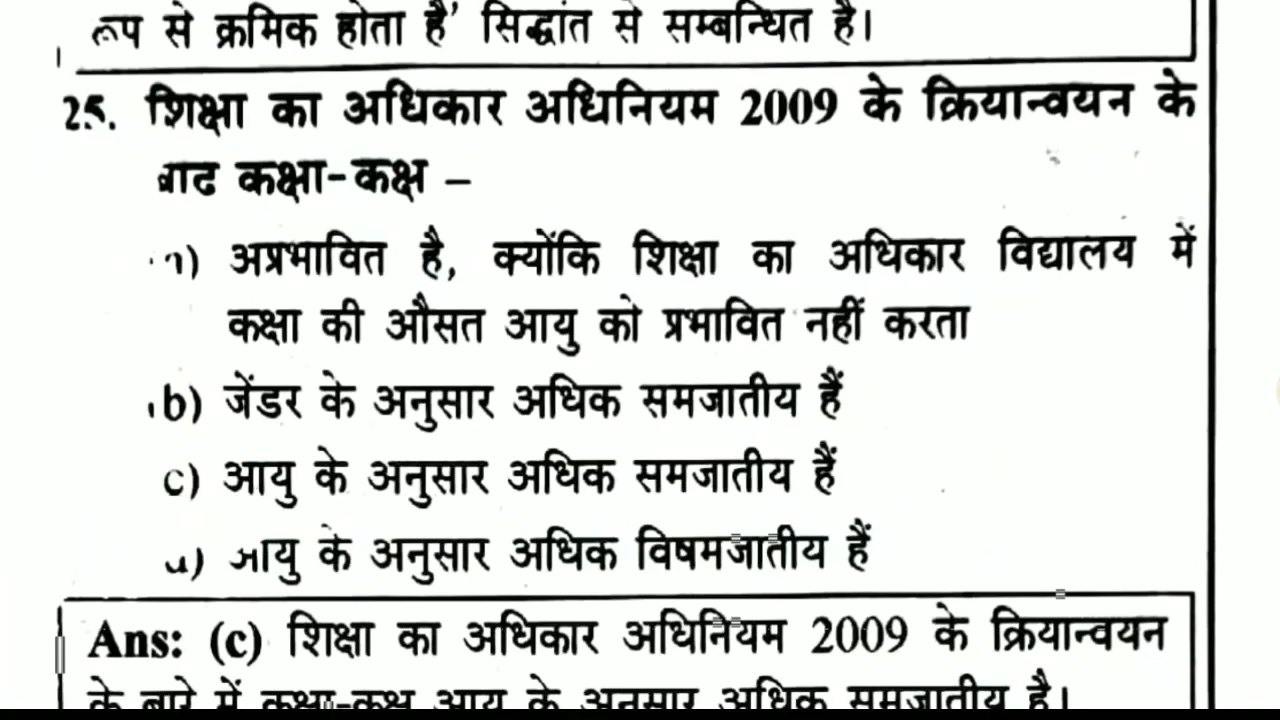 रूप से क्रमिक होता है' सिद्धांत से सम्बन्धित है।
25. शिक्षा का अधिकार अधिनियम 2009 के क्रियान्वयन के
बाद कक्षा-कक्ष –
a) अप्रभावित है, क्योंकि शिक्षा का अधिकार विद्यालय में
कक्षा की औसत आयु को प्रभावित नहीं करता
b) जेंडर के अनुसार अधिक समजातीय हैं
c) आयु के अनुसार अधिक समजातीय हैं
d) आयु के अनुसार अधिक विषमजातीय हैं
Ans: (c) शिक्षा का अधिकार अधिनियम 2009 के क्रियान्वयन
के बारे में कक्षा-कक्ष आयु के अनुसार अधिक समजातीय है।